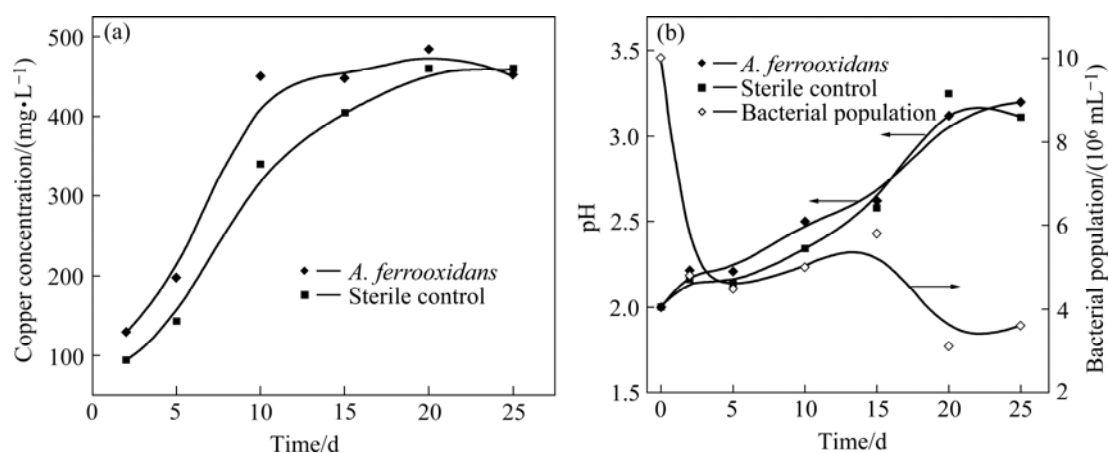 (a)
500
400
300
200
100
Copper concentration/(mg•L⁻¹)
A. ferrooxidans
Sterile control
0 5 10 15 20 25
Time/d
(b)
3.5
3.0
2.5
2.0
1.5
pH
A. ferrooxidans
Sterile control
Bacterial population
10
8
6
4
2
Bacterial population/(10⁶ mL⁻¹)
0 5 10 15 20 25
Time/d